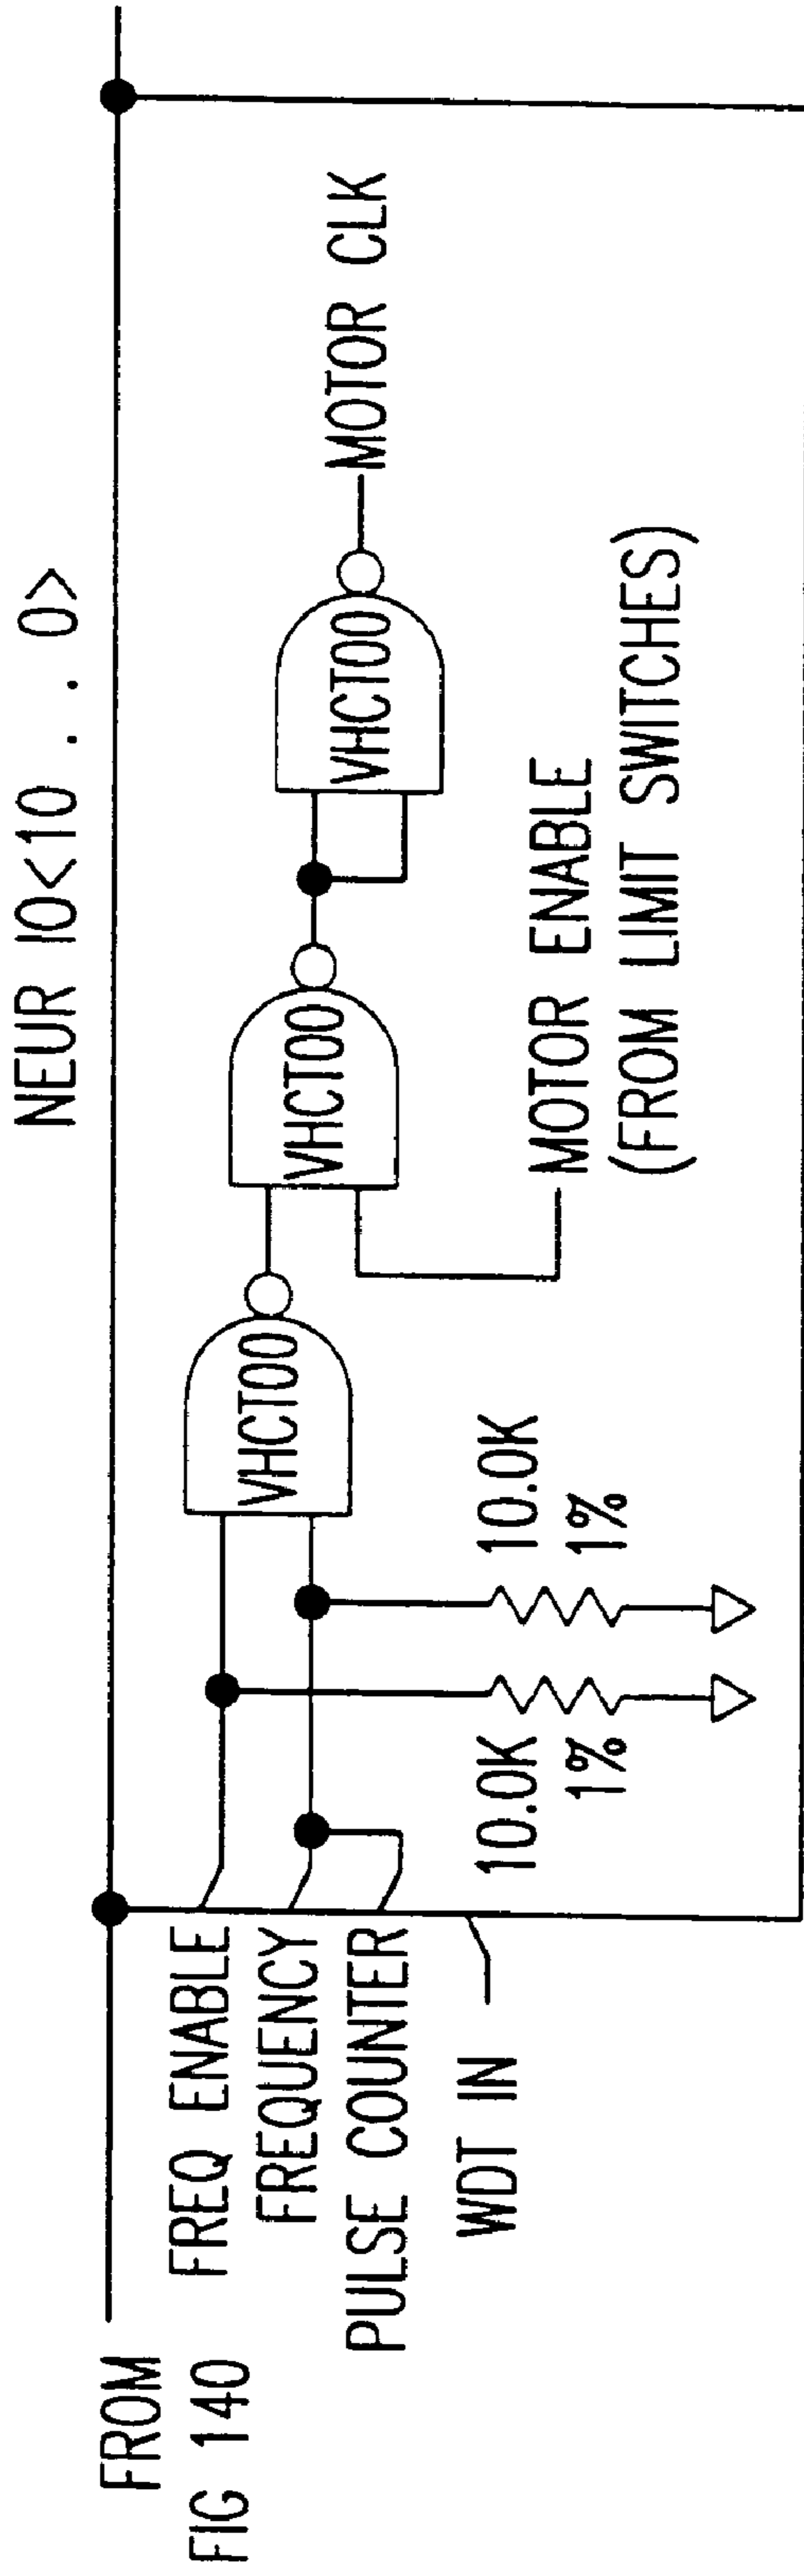 NEUR IO<10 . . 0>
FROM
FIG 140
FREQ ENABLE
FREQUENCY
PULSE COUNTER
WDT IN
VHCT00
VHCT00
VHCT00
MOTOR CLK
10.0K
1%
10.0K
1%
MOTOR ENABLE
(FROM LIMIT SWITCHES)